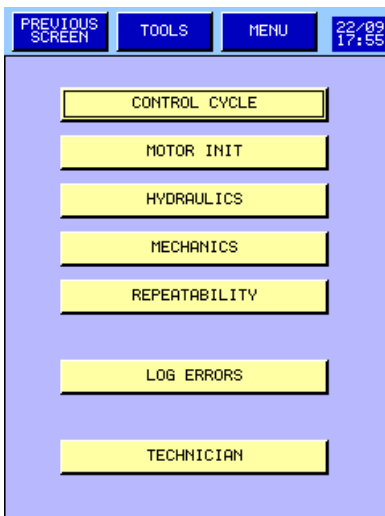 PREVIOUS
SCREEN
TOOLS
MENU
22/09
17:55
CONTROL CYCLE
MOTOR INIT
HYDRAULICS
MECHANICS
REPEATABILITY
LOG ERRORS
TECHNICIAN